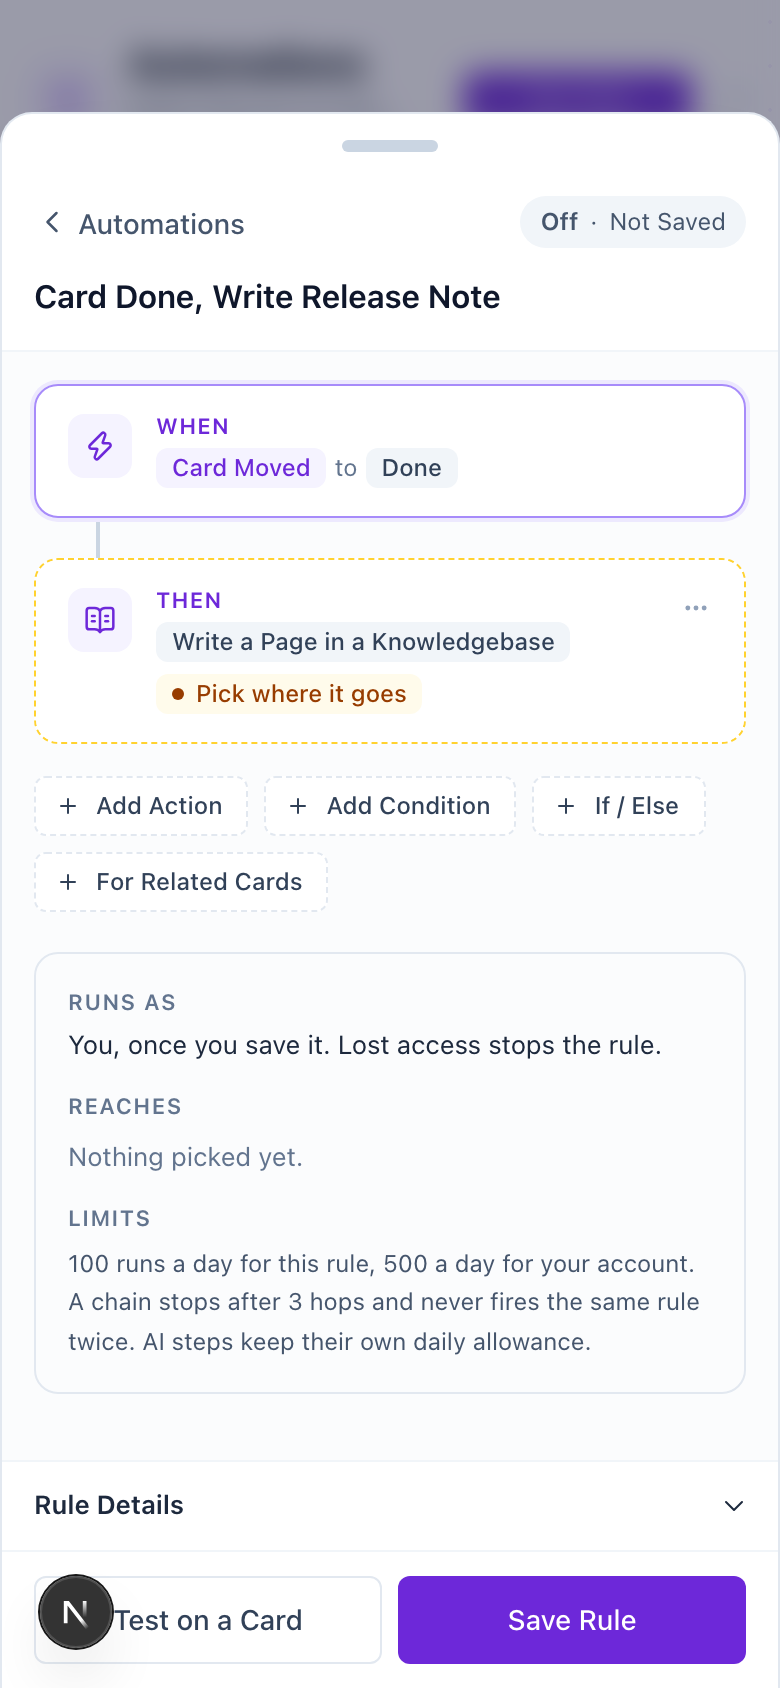 Automations
Off · Not Saved
Card Done, Write Release Note
WHEN
Card Moved to Done
THEN
Write a Page in a Knowledgebase
Pick where it goes
+ Add Action
+ Add Condition
+ If / Else
+ For Related Cards
RUNS AS
You, once you save it. Lost access stops the rule.
REACHES
Nothing picked yet.
LIMITS
100 runs a day for this rule, 500 a day for your account.
A chain stops after 3 hops and never fires the same rule
twice. AI steps keep their own daily allowance.
Rule Details
N
Test on a Card
Save Rule